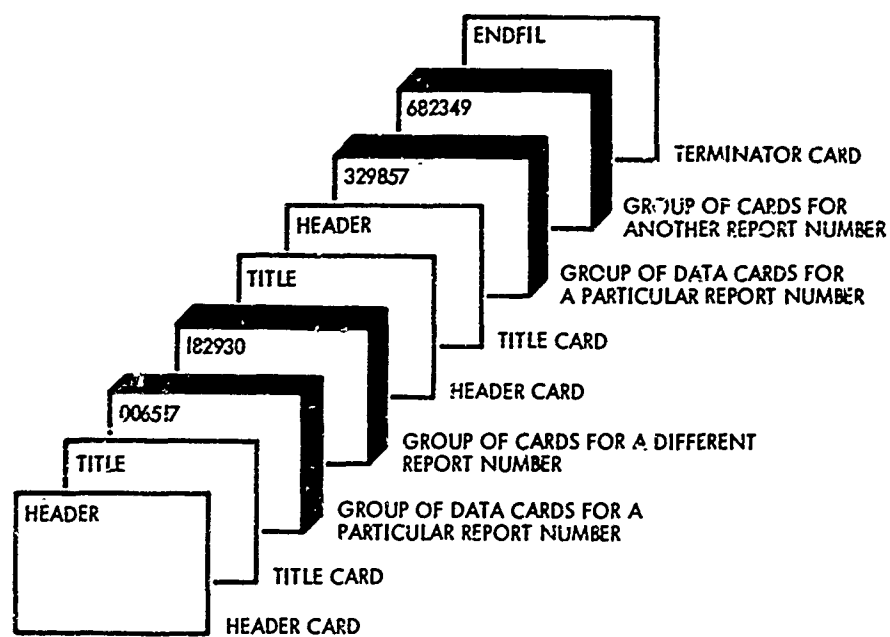 ENDFIL
TERMINATOR CARD
682349
GROUP OF CARDS FOR
ANOTHER REPORT NUMBER
329857
GROUP OF DATA CARDS FOR
A PARTICULAR REPORT NUMBER
HEADER
TITLE CARD
TITLE
HEADER CARD
182930
GROUP OF CARDS FOR A DIFFERENT
REPORT NUMBER
006517
GROUP OF DATA CARDS FOR A
PARTICULAR REPORT NUMBER
TITLE
TITLE CARD
HEADER
HEADER CARD